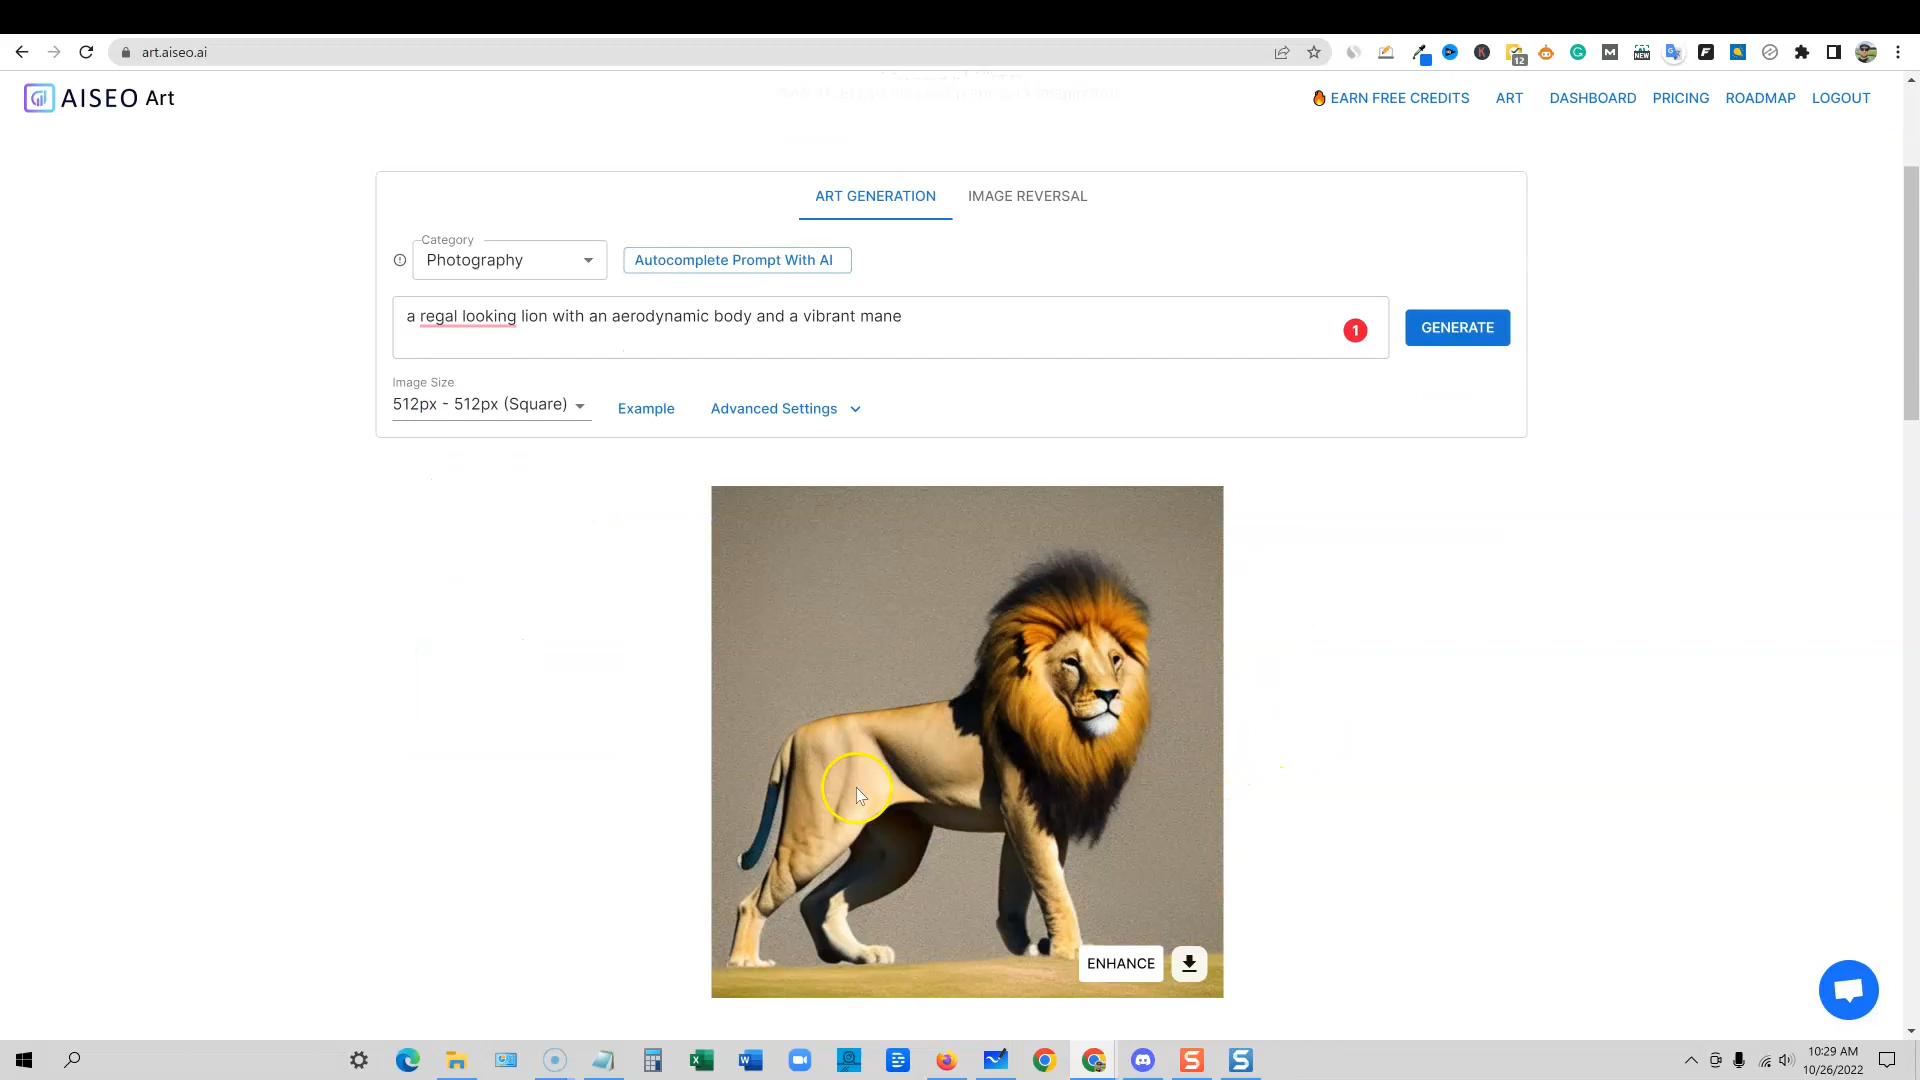 art.aiseo.ai
12
NEW
AISEO Art
EARN FREE CREDITS
ART
DASHBOARD
PRICING
ROADMAP
LOGOUT
ART GENERATION
IMAGE REVERSAL
Category
Photography
Autocomplete Prompt With AI
a regal looking lion with an aerodynamic body and a vibrant mane
1
GENERATE
Image Size
512px - 512px (Square)
Example
Advanced Settings
ENHANCE
10:29 AM
10/26/2022